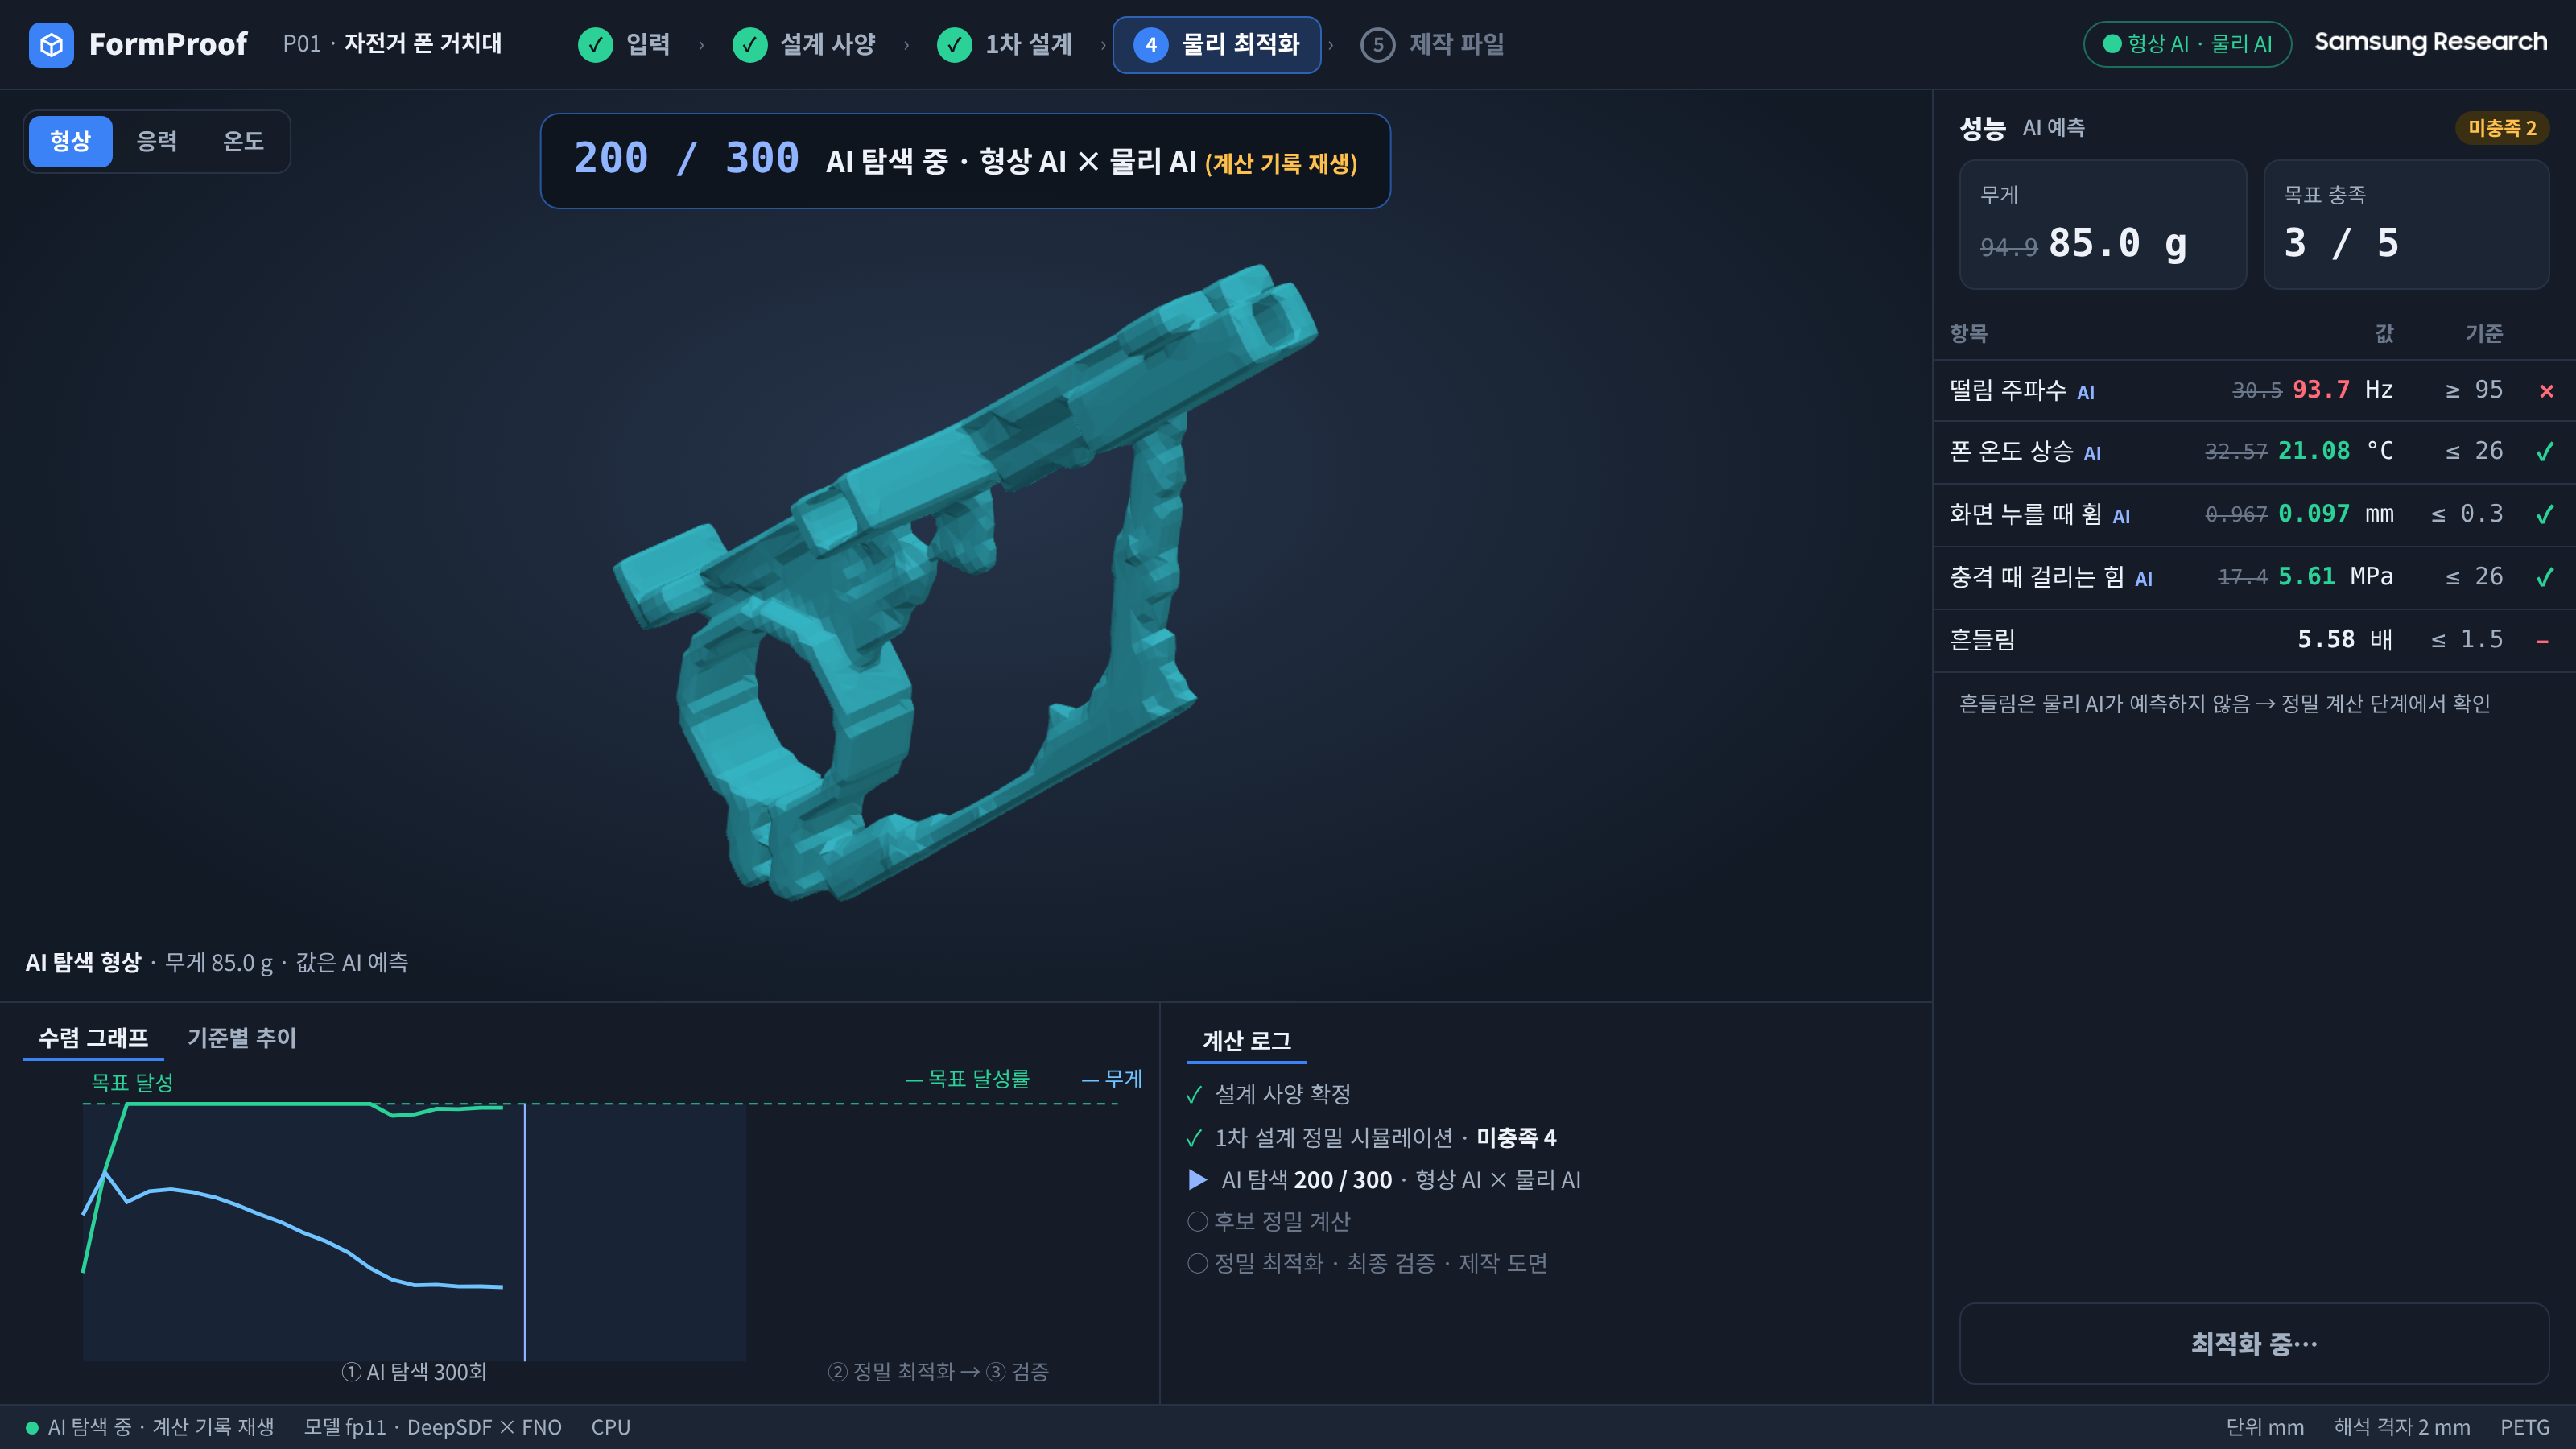 FormProof P01 · 자전거 폰 거치대 ✓ 입력 › ✓ 설계 사양 › ✓ 1차 설계 › 4 물리 최적화 › 5 제작 파일 형상 AI · 물리 AI Samsung Research
형상 응력 온도
200 / 300 AI 탐색 중 · 형상 AI × 물리 AI (계산 기록 재생)
AI 탐색 형상 · 무게 85.0 g · 값은 AI 예측
성능 AI 예측 미충족 2
무게
94.9 85.0 g
목표 충족
3 / 5
항목 값 기준
떨림 주파수 AI 30.5 93.7 Hz ≥ 95 ×
폰 온도 상승 AI 32.57 21.08 °C ≤ 26 ✓
화면 누를 때 휨 AI 0.967 0.097 mm ≤ 0.3 ✓
충격 때 걸리는 힘 AI 17.4 5.61 MPa ≤ 26 ✓
흔들림 5.58 배 ≤ 1.5 –
흔들림은 물리 AI가 예측하지 않음 → 정밀 계산 단계에서 확인
최적화 중···
수렴 그래프 기준별 추이
목표 달성 — 목표 달성률 — 무게
① AI 탐색 300회 ② 정밀 최적화 → ③ 검증
계산 로그
✓ 설계 사양 확정
✓ 1차 설계 정밀 시뮬레이션 · 미충족 4
▶ AI 탐색 200 / 300 · 형상 AI × 물리 AI
○ 후보 정밀 계산
○ 정밀 최적화 · 최종 검증 · 제작 도면
AI 탐색 중 · 계산 기록 재생 모델 fp11 · DeepSDF × FNO CPU 단위 mm 해석 격자 2 mm PETG